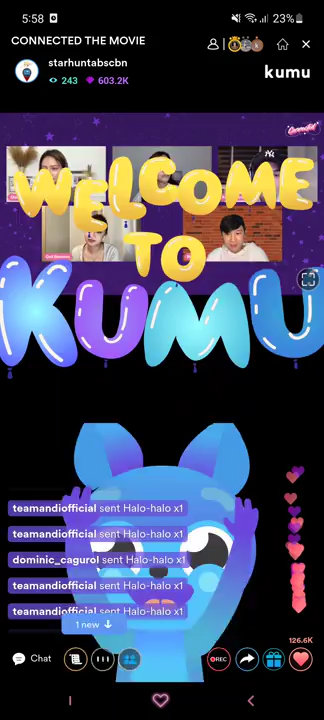 5:58
23%
CONNECTED THE MOVIE
starhuntabscbn
243
603.2K
kumu
WELCOME
TO
KUMU
teamandiofficial sent Halo-halo x1
teamandiofficial sent Halo-halo x1
dominic_cagurol sent Halo-halo x1
teamandiofficial sent Halo-halo x1
teamandiofficial sent Halo-halo x1
1 new
126.6K
Chat
REC